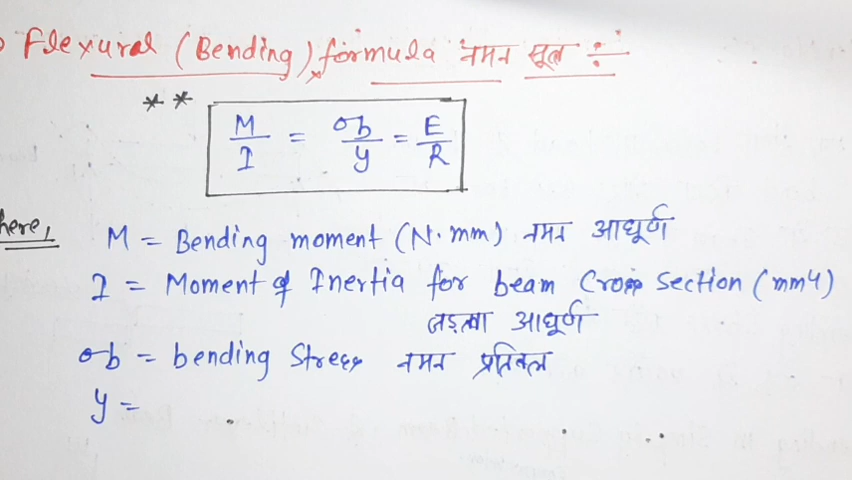 Flexural (Bending) formula नमन सूत्र ÷
** M/I = σb/y = E/R
here,
M = Bending moment (N.mm) नमन आघूर्ण
I = Moment of Inertia for beam Cross Section (mm4)
जड़त्वा आघूर्ण
σb = bending Stress नमन प्रतिबल
y =